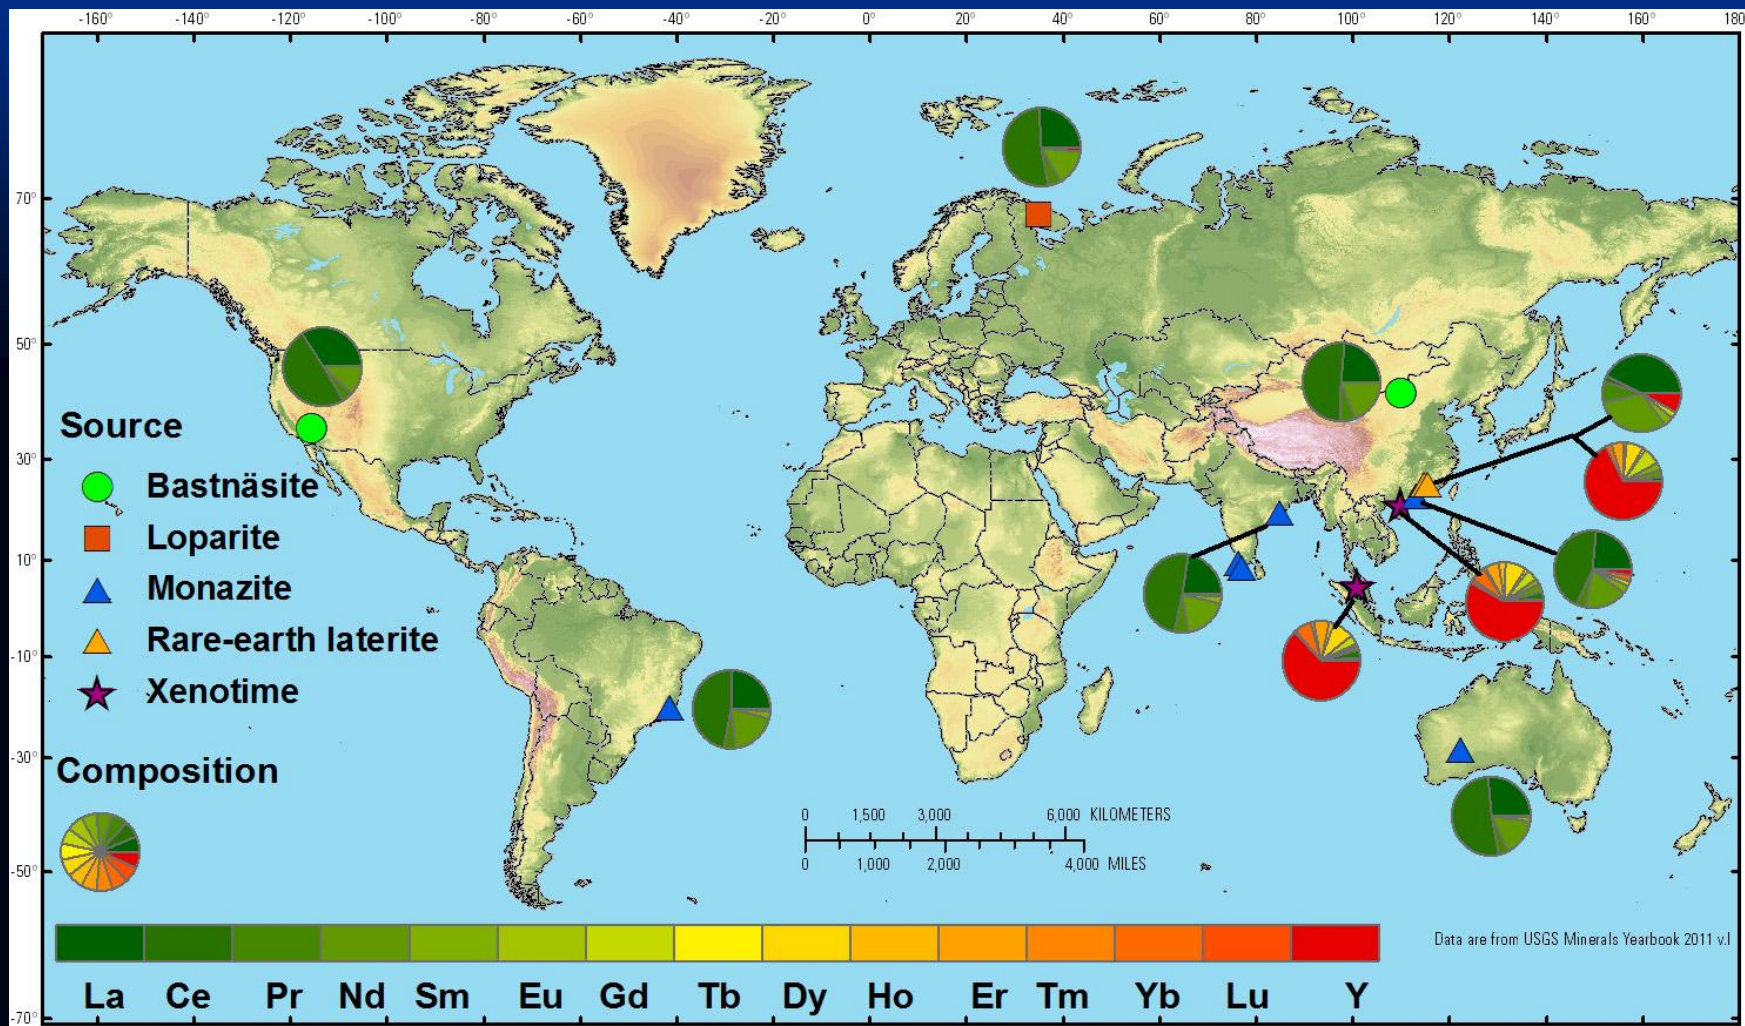 -160° -140° -120° -100° -80° -60° -40° -20° 0° 20° 40° 60° 80° 100° 120° 140° 160° 180
70°
50°
30°
10°
-10°
-30°
-50°
-70°
Source
Bastnäsite
Loparite
Monazite
Rare-earth laterite
Xenotime
Composition
0 1,500 3,000 6,000 KILOMETERS
0 1,000 2,000 4,000 MILES
Data are from USGS Minerals Yearbook 2011 v.I
La Ce Pr Nd Sm Eu Gd Tb Dy Ho Er Tm Yb Lu Y